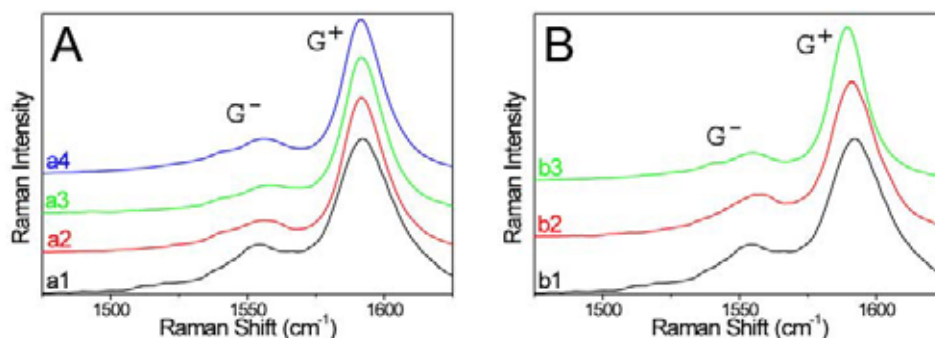 A
G⁺
G⁻
a4
a3
a2
a1
Raman Intensity
1500 1550 1600
Raman Shift (cm⁻¹)
B
G⁺
G⁻
b3
b2
b1
Raman Intensity
1500 1550 1600
Raman Shift (cm⁻¹)